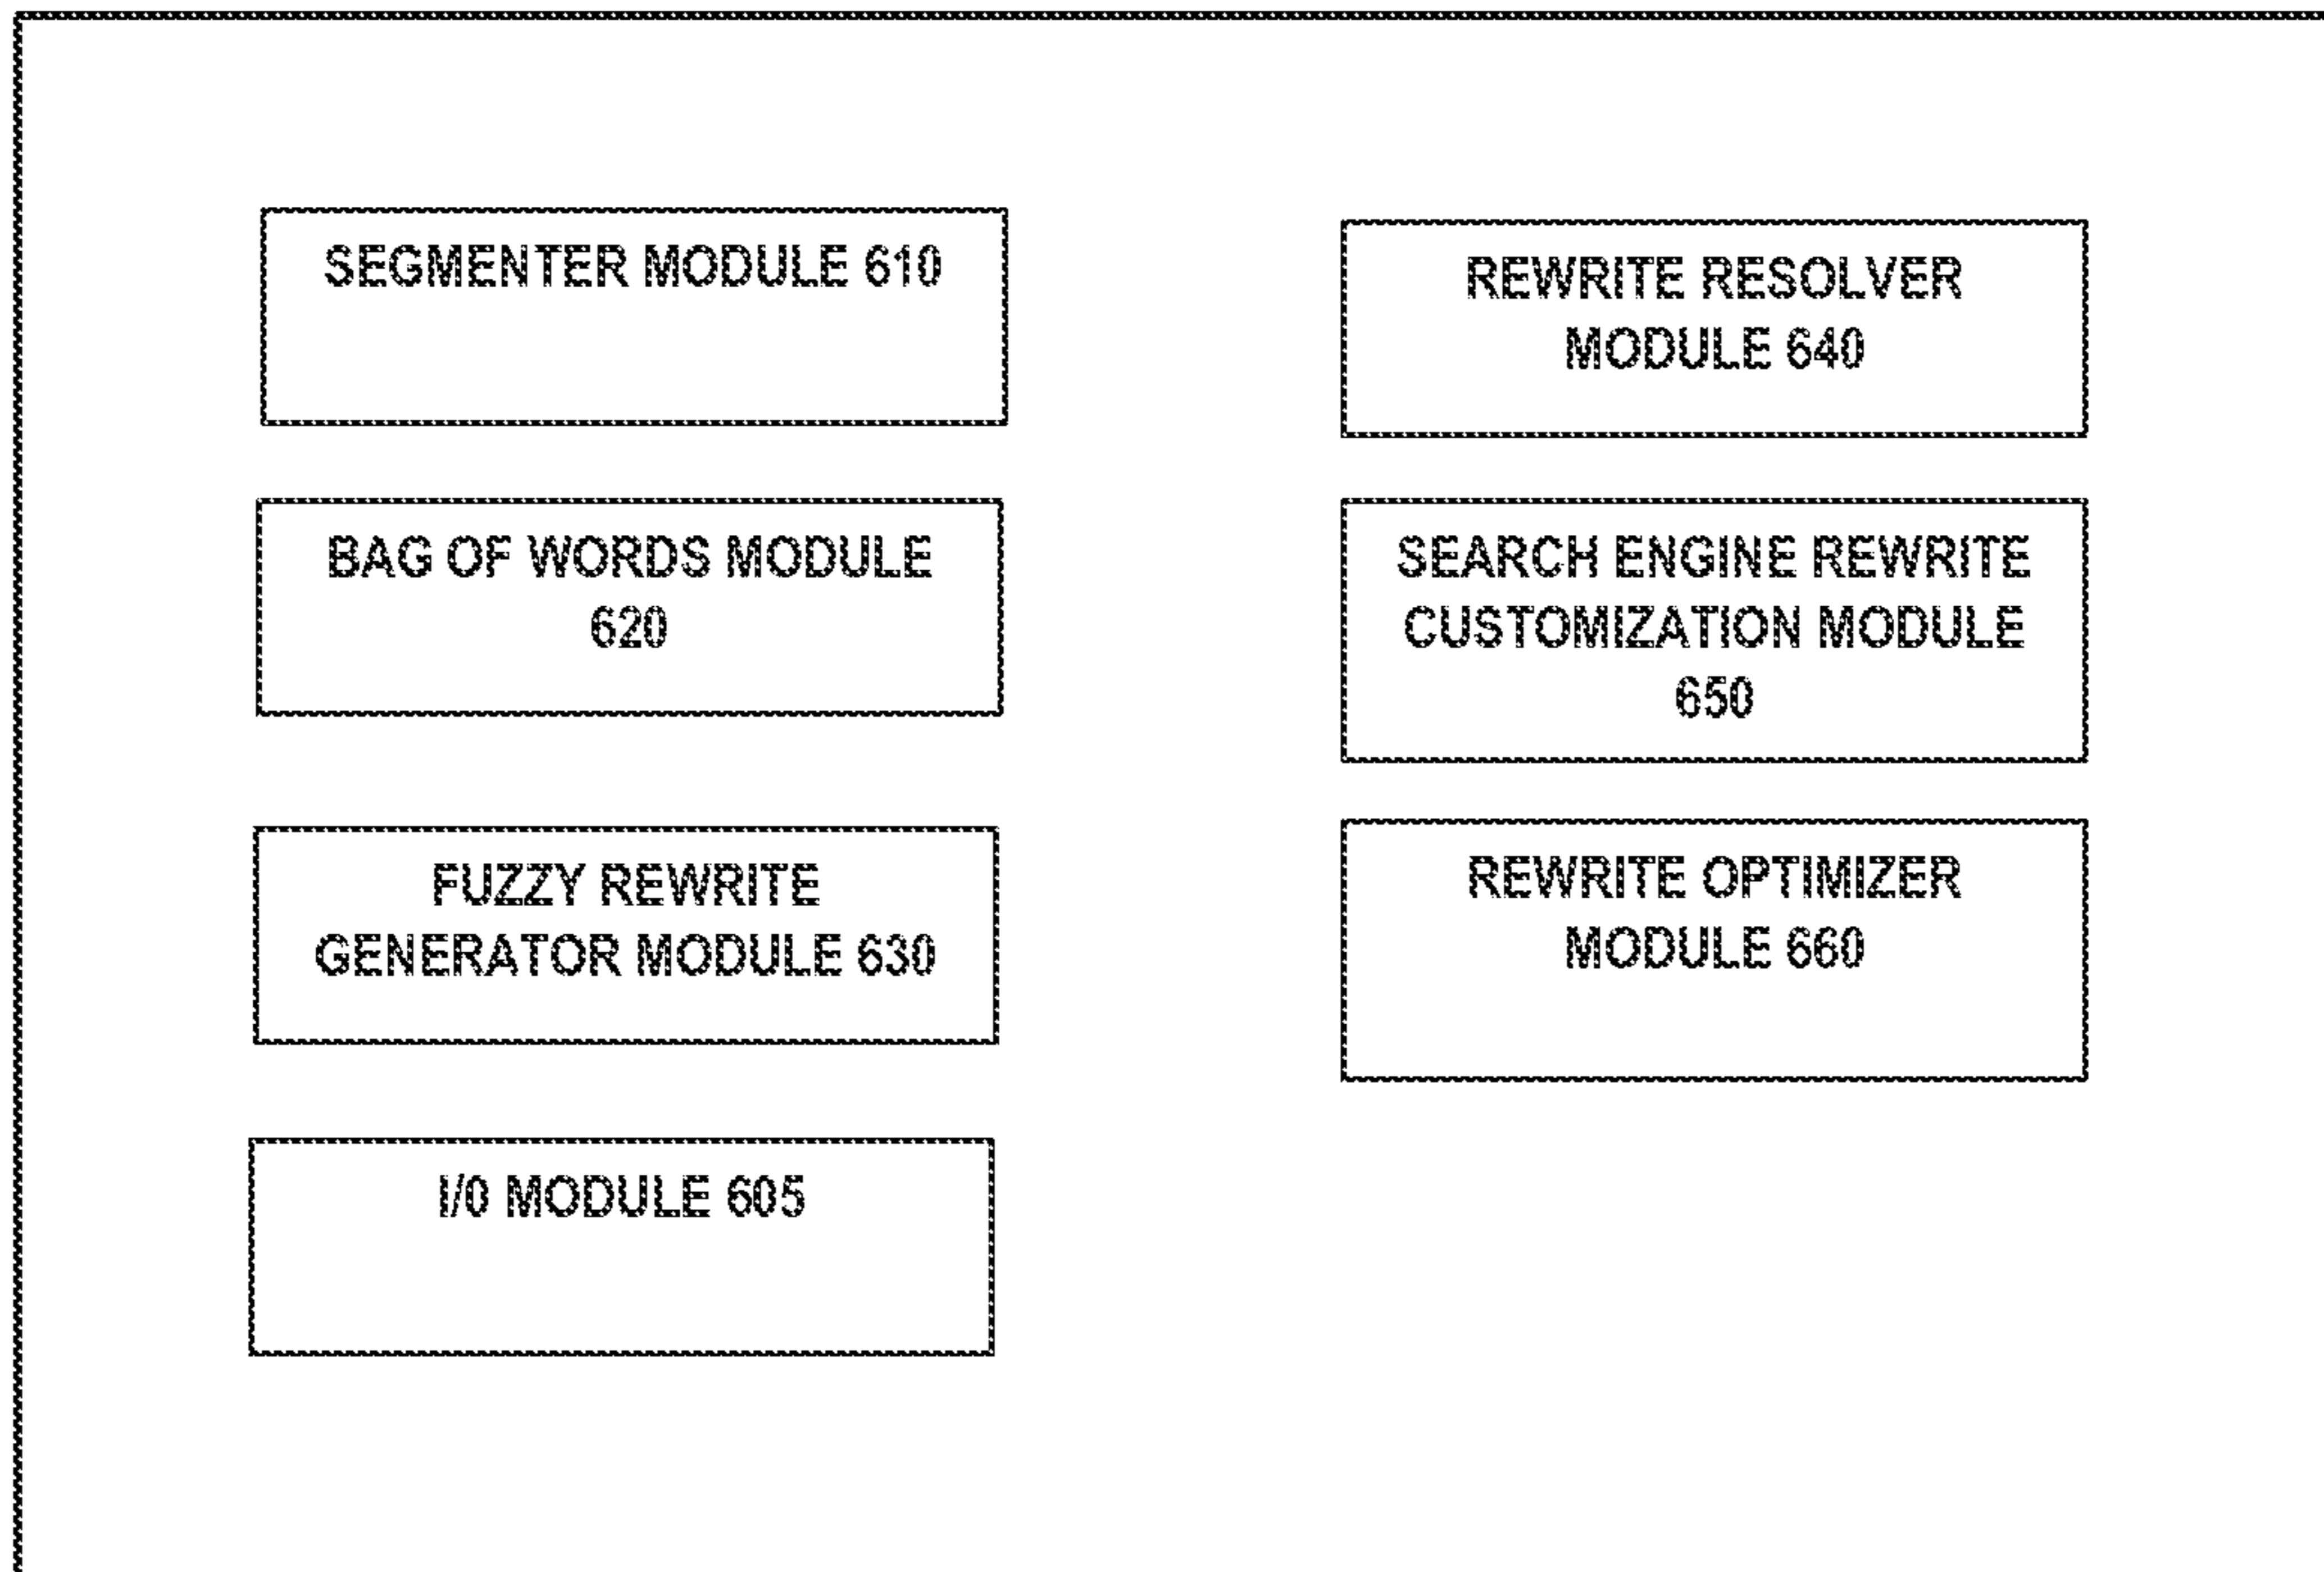 SEGMENTER MODULE 610
BAG OF WORDS MODULE
620
FUZZY REWRITE
GENERATOR MODULE 630
I/0 MODULE 605
REWRITE RESOLVER
MODULE 640
SEARCH ENGINE REWRITE
CUSTOMIZATION MODULE
650
REWRITE OPTIMIZER
MODULE 660